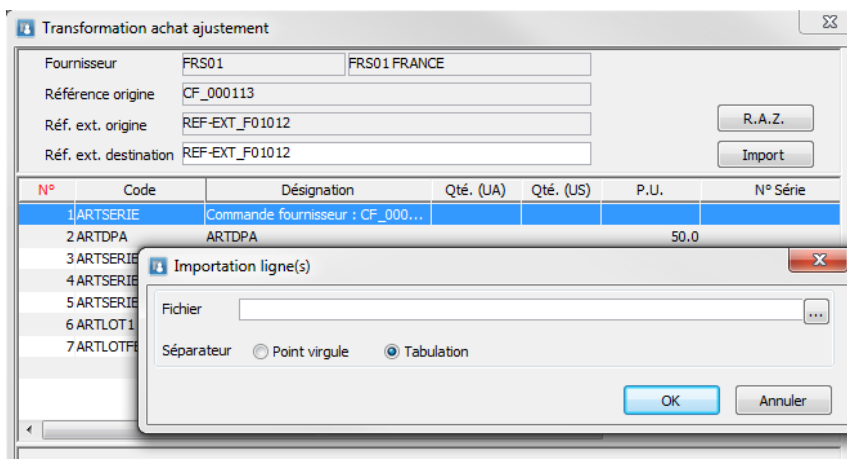 Transformation achat ajustement
Fournisseur FRS01 FRS01 FRANCE
Référence origine CF_000113
Réf. ext. origine REF-EXT_F01012 R.A.Z.
Réf. ext. destination REF-EXT_F01012 Import
N° Code Désignation Qté. (UA) Qté. (US) P.U. N° Série
1 ARTSERIE Commande fournisseur : CF_000...
2 ARTDPA ARTDPA 50.0
3 ARTSERIE
4 ARTSERIE
5 ARTSERIE
6 ARTLOT1
7 ARTLOTFE
Importation ligne(s)
Fichier ...
Séparateur Point virgule Tabulation
OK Annuler